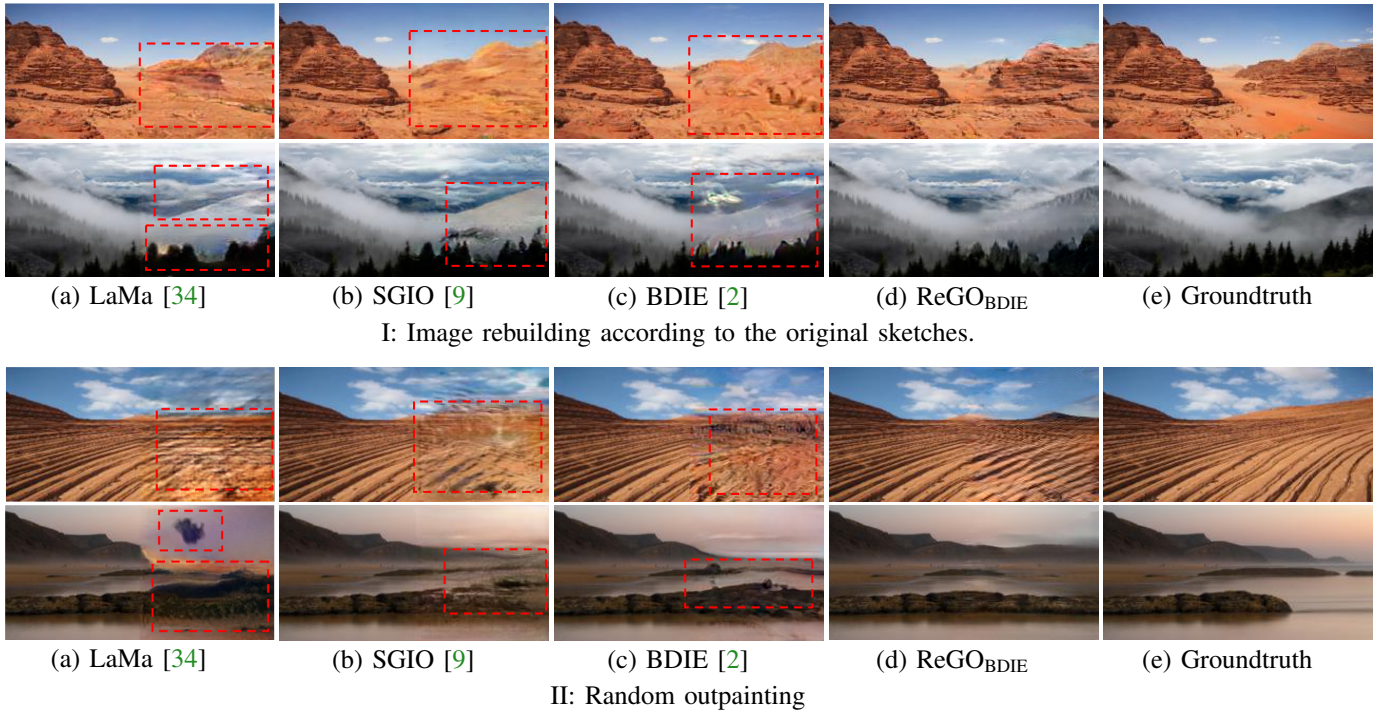 (a) LaMa [34] (b) SGIO [9] (c) BDIE [2] (d) ReGO_BDIE (e) Groundtruth
I: Image rebuilding according to the original sketches.
(a) LaMa [34] (b) SGIO [9] (c) BDIE [2] (d) ReGO_BDIE (e) Groundtruth
II: Random outpainting